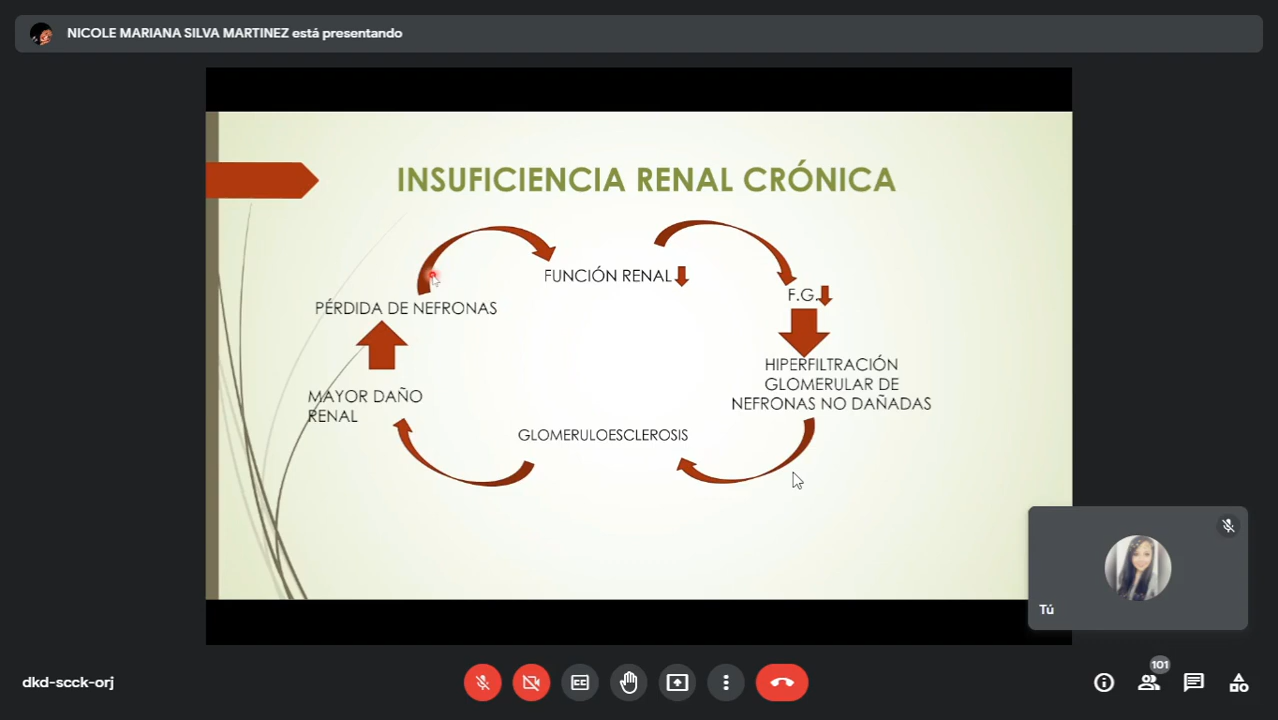 NICOLE MARIANA SILVA MARTINEZ está presentando
INSUFICIENCIA RENAL CRÓNICA
FUNCIÓN RENAL
F.G.
PÉRDIDA DE NEFRONAS
HIPERFILTRACIÓN
GLOMERULAR DE
NEFRONAS NO DAÑADAS
MAYOR DAÑO
RENAL
GLOMERULOESCLEROSIS
Tú
dkd-scck-orj
CC
101